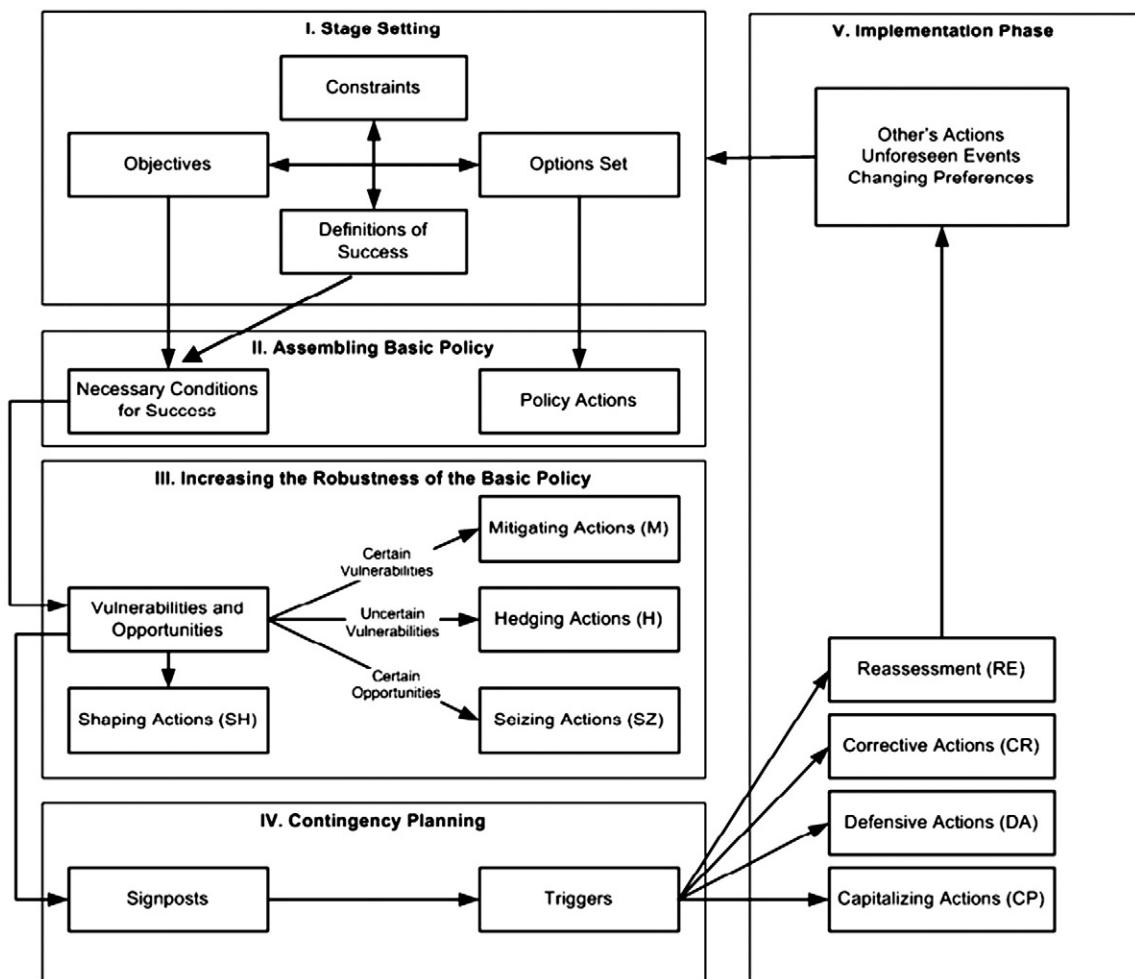 I. Stage Setting
Constraints
Objectives
Options Set
Definitions of
Success
II. Assembling Basic Policy
Necessary Conditions
for Success
Policy Actions
III. Increasing the Robustness of the Basic Policy
Mitigating Actions (M)
Certain
Vulnerabilities
Vulnerabilities and
Opportunities
Uncertain
Vulnerabilities
Hedging Actions (H)
Certain
Opportunities
Shaping Actions (SH)
Seizing Actions (SZ)
IV. Contingency Planning
Signposts
Triggers
V. Implementation Phase
Other's Actions
Unforeseen Events
Changing Preferences
Reassessment (RE)
Corrective Actions (CR)
Defensive Actions (DA)
Capitalizing Actions (CP)